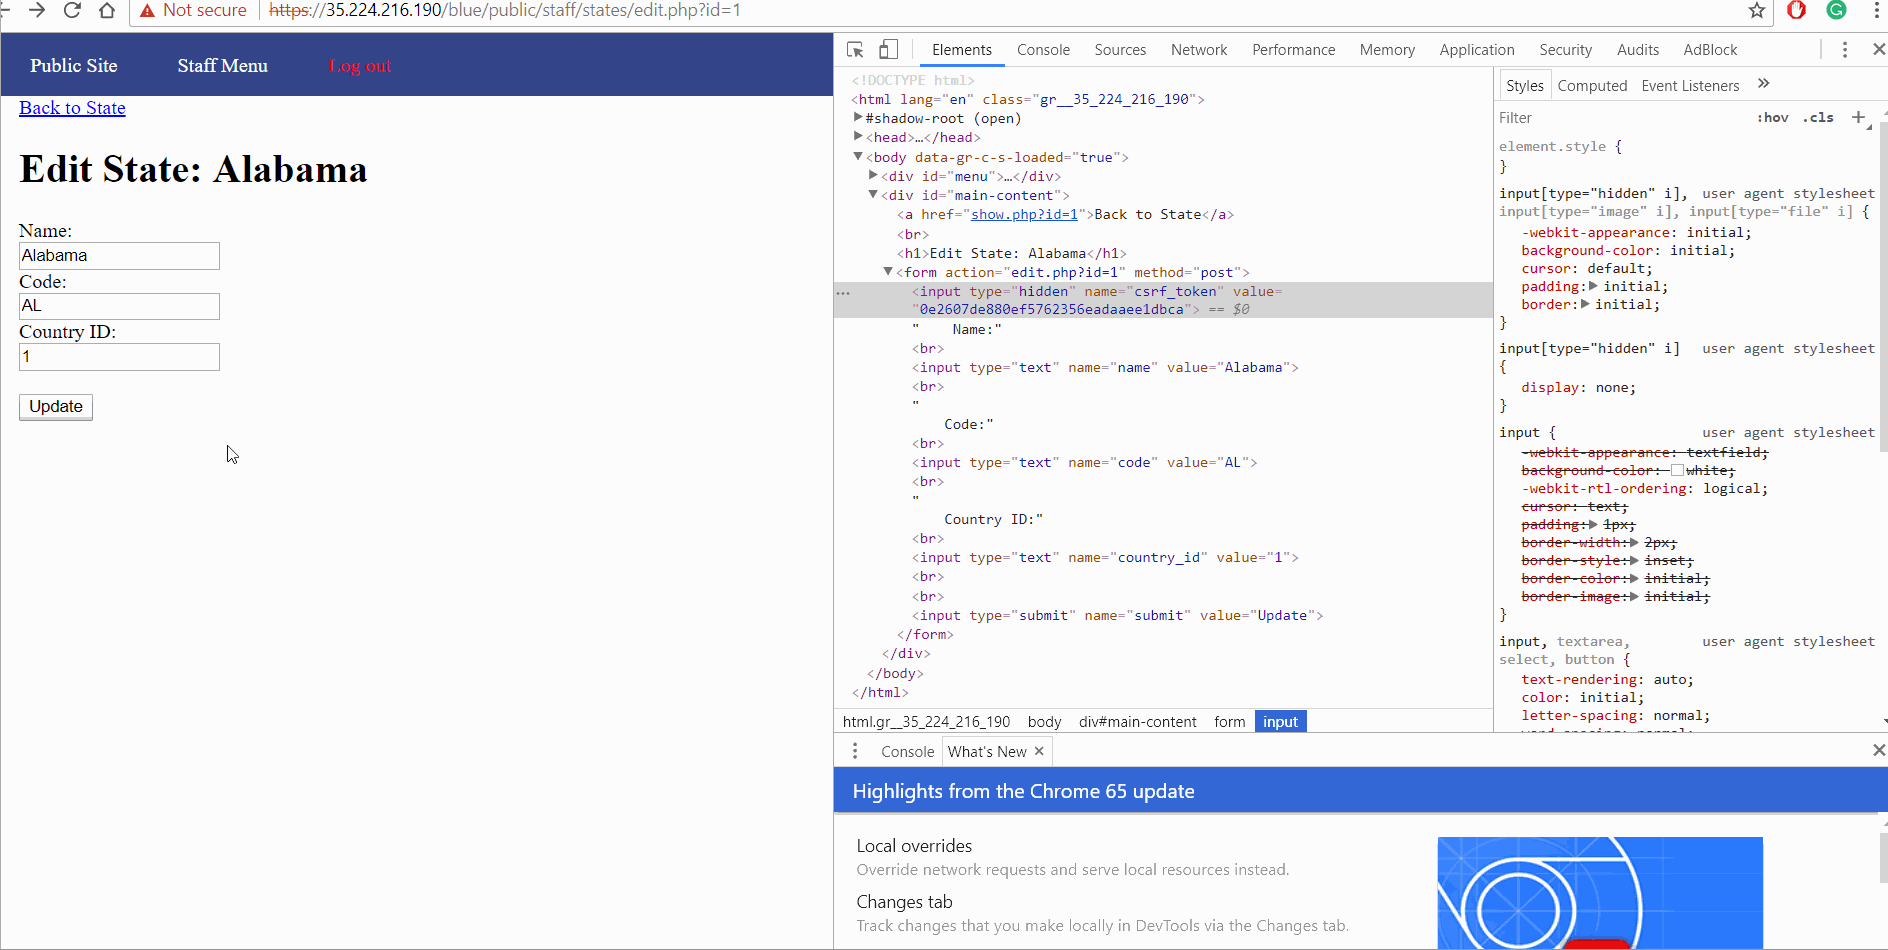 Not secure https://35.224.216.190/blue/public/staff/states/edit.php?id=1
Public Site Staff Menu Log out
Back to State
Edit State: Alabama
Name:
Alabama
Code:
AL
Country ID:
1
Update
Elements Console Sources Network Performance Memory Application Security Audits AdBlock
<!DOCTYPE html>
<html lang="en" class="gr__35_224_216_190">
#shadow-root (open)
<head>…</head>
<body data-gr-c-s-loaded="true">
<div id="menu">…</div>
<div id="main-content">
<a href="show.php?id=1">Back to State</a>
<br>
<h1>Edit State: Alabama</h1>
<form action="edit.php?id=1" method="post">
<input type="hidden" name="csrf_token" value=
"0e2607de880ef5762356eadaaee1dbca"> == $0
" Name:"
<br>
<input type="text" name="name" value="Alabama">
<br>
"
Code:"
<br>
<input type="text" name="code" value="AL">
<br>
"
Country ID:"
<br>
<input type="text" name="country_id" value="1">
<br>
<br>
<input type="submit" name="submit" value="Update">
</form>
</div>
</body>
</html>
html.gr__35_224_216_190 body div#main-content form input
Styles Computed Event Listeners »
Filter :hov .cls +
element.style {
}
input[type="hidden" i], user agent stylesheet
input[type="image" i], input[type="file" i] {
-webkit-appearance: initial;
background-color: initial;
cursor: default;
padding: initial;
border: initial;
}
input[type="hidden" i] user agent stylesheet
{
display: none;
}
input { user agent stylesheet
-webkit-appearance: textfield;
background-color: white;
-webkit-rtl-ordering: logical;
cursor: text;
padding: 1px;
border-width: 2px;
border-style: inset;
border-color: initial;
border-image: initial;
}
input, textarea, user agent stylesheet
select, button {
text-rendering: auto;
color: initial;
letter-spacing: normal;
Console What's New
Highlights from the Chrome 65 update
Local overrides
Override network requests and serve local resources instead.
Changes tab
Track changes that you make locally in DevTools via the Changes tab.